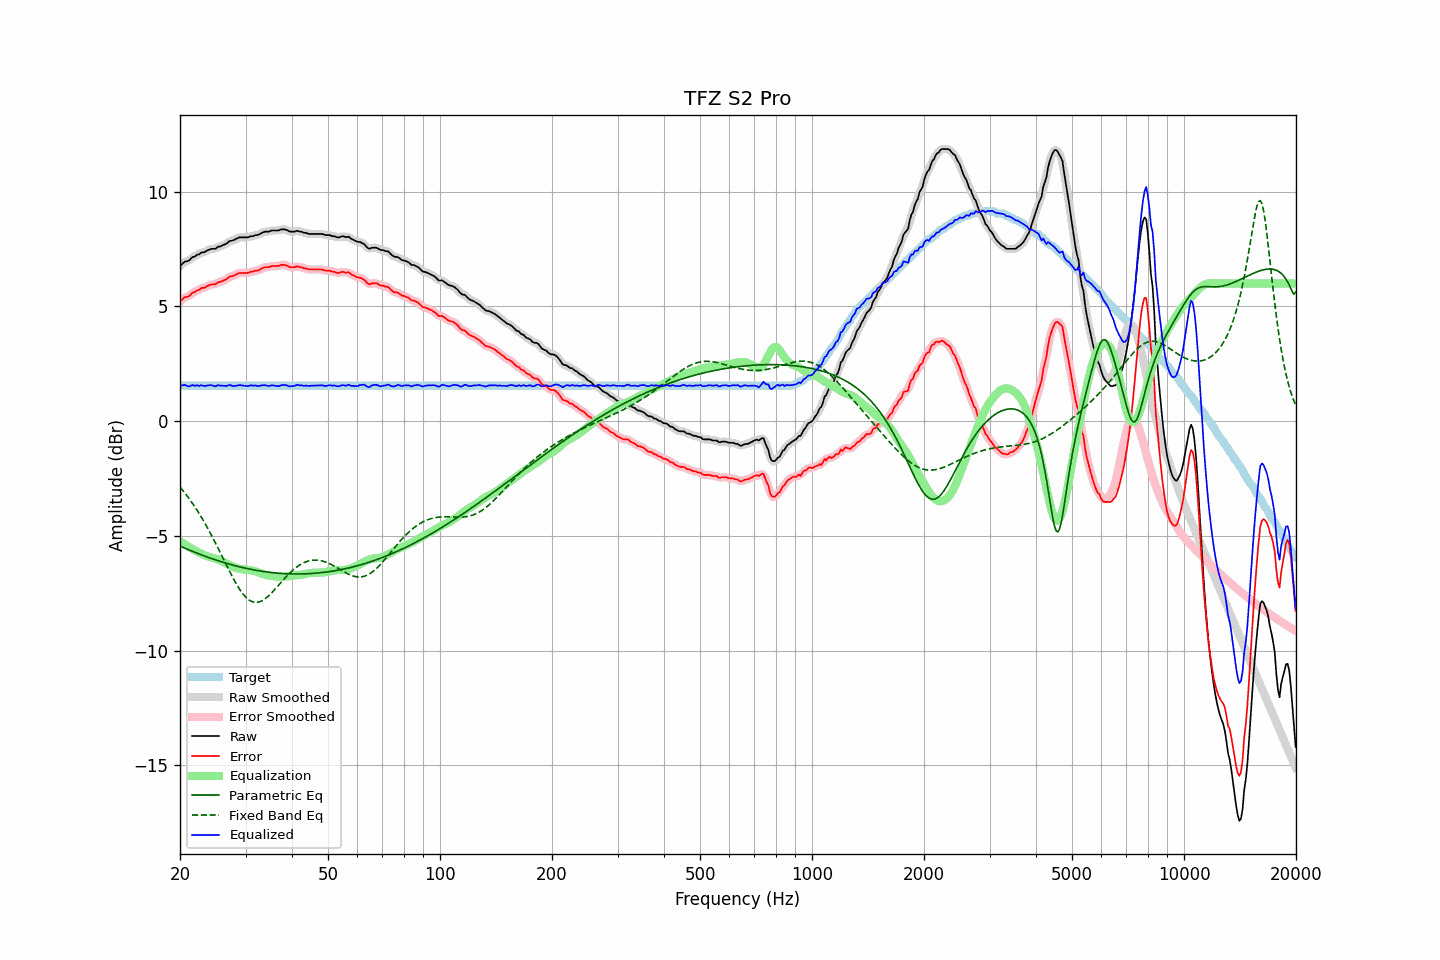 TFZ S2 Pro
Amplitude (dBr)
10
5
0
−5
−10
−15
Target
Raw Smoothed
Error Smoothed
Raw
Error
Equalization
Parametric Eq
Fixed Band Eq
Equalized
20 50 100 200 500 1000 2000 5000 10000 20000
Frequency (Hz)